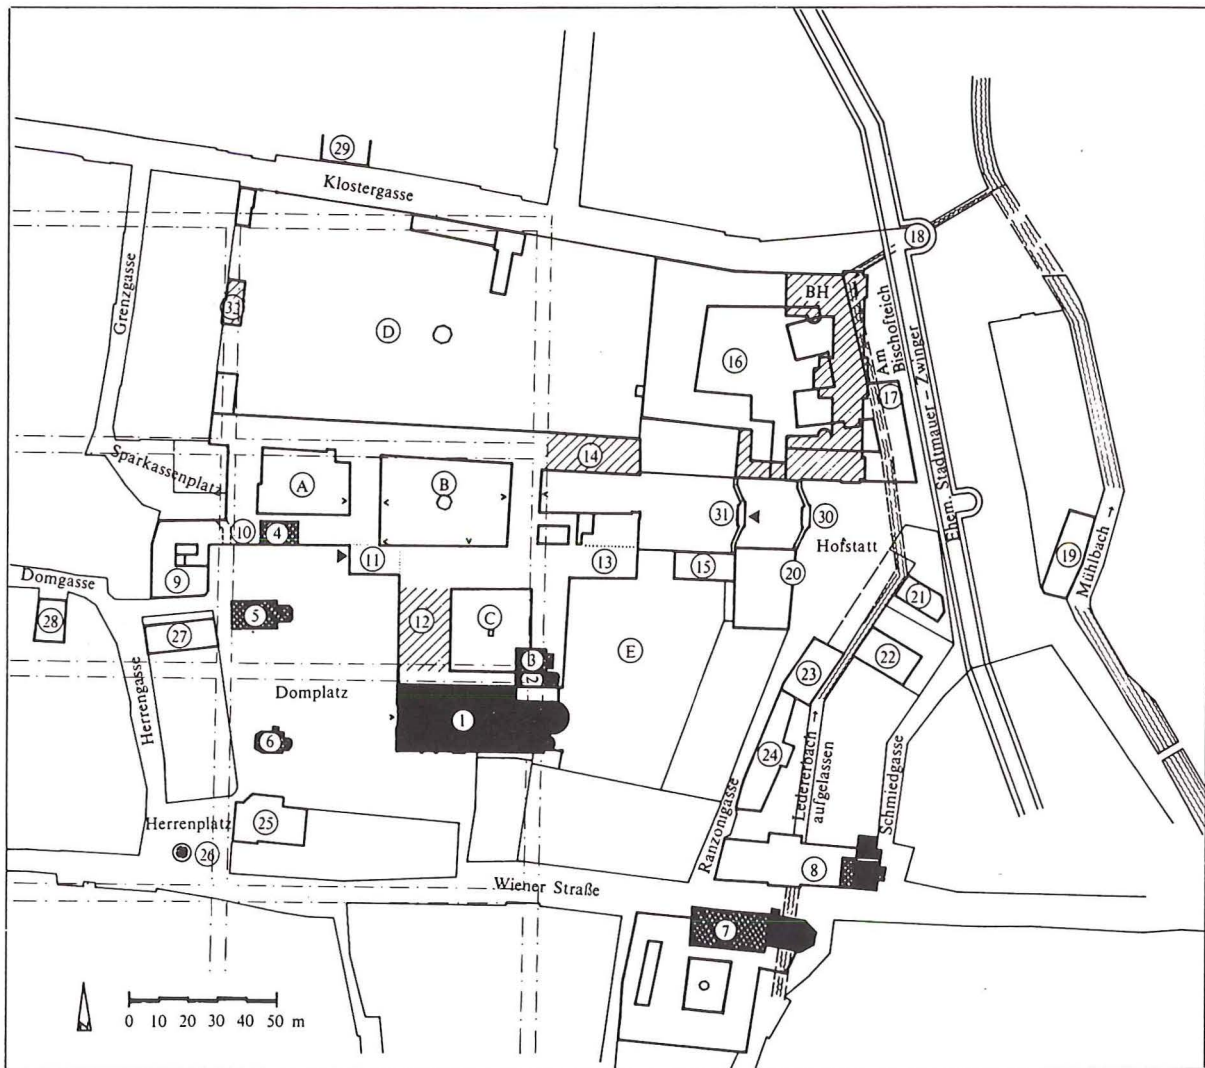 29
Klostergasse
18
Grenzgasse
BH
D
16
Am
Bischofteich
17
Ehem. Stadtmauer – Zwinger
14
Sparkassenplatz
A
B
31
30
10
4
Hofstatt
19
Mühlbach →
11
13
15
20
9
Domgasse
21
5
12
C
28
27
E
22
3
2
23
Herrengasse
Domplatz
1
6
24
Ledererbach →
aufgelassen
Schmiedgasse
Ranzonigasse
Herrenplatz
25
26
8
Wiener Straße
7
0 10 20 30 40 50 m